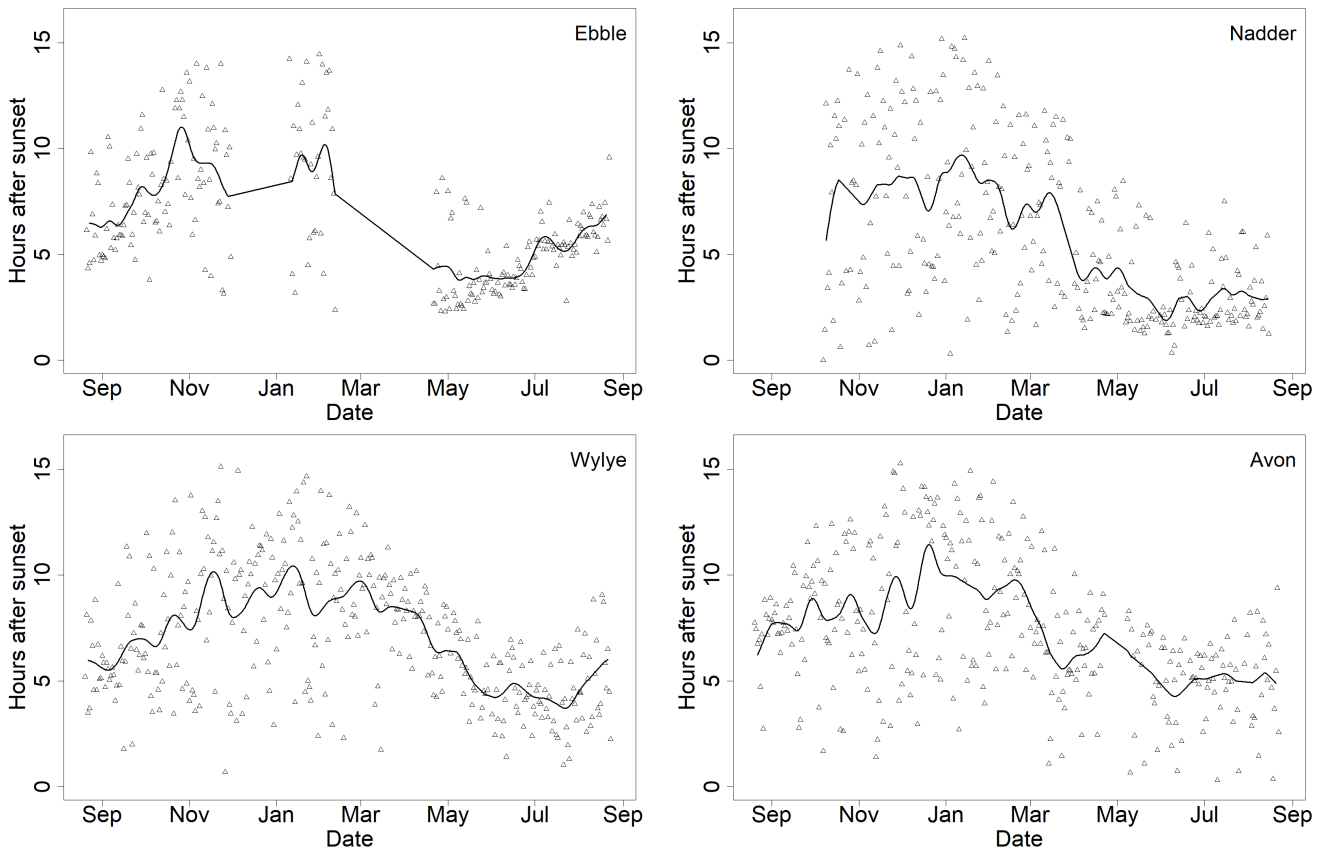 Ebble
15
10
5
0
Hours after sunset
Sep Nov Jan Mar May Jul Sep
Date
Nadder
15
10
5
0
Hours after sunset
Sep Nov Jan Mar May Jul Sep
Date
Wylye
15
10
5
0
Hours after sunset
Sep Nov Jan Mar May Jul Sep
Date
Avon
15
10
5
0
Hours after sunset
Sep Nov Jan Mar May Jul Sep
Date